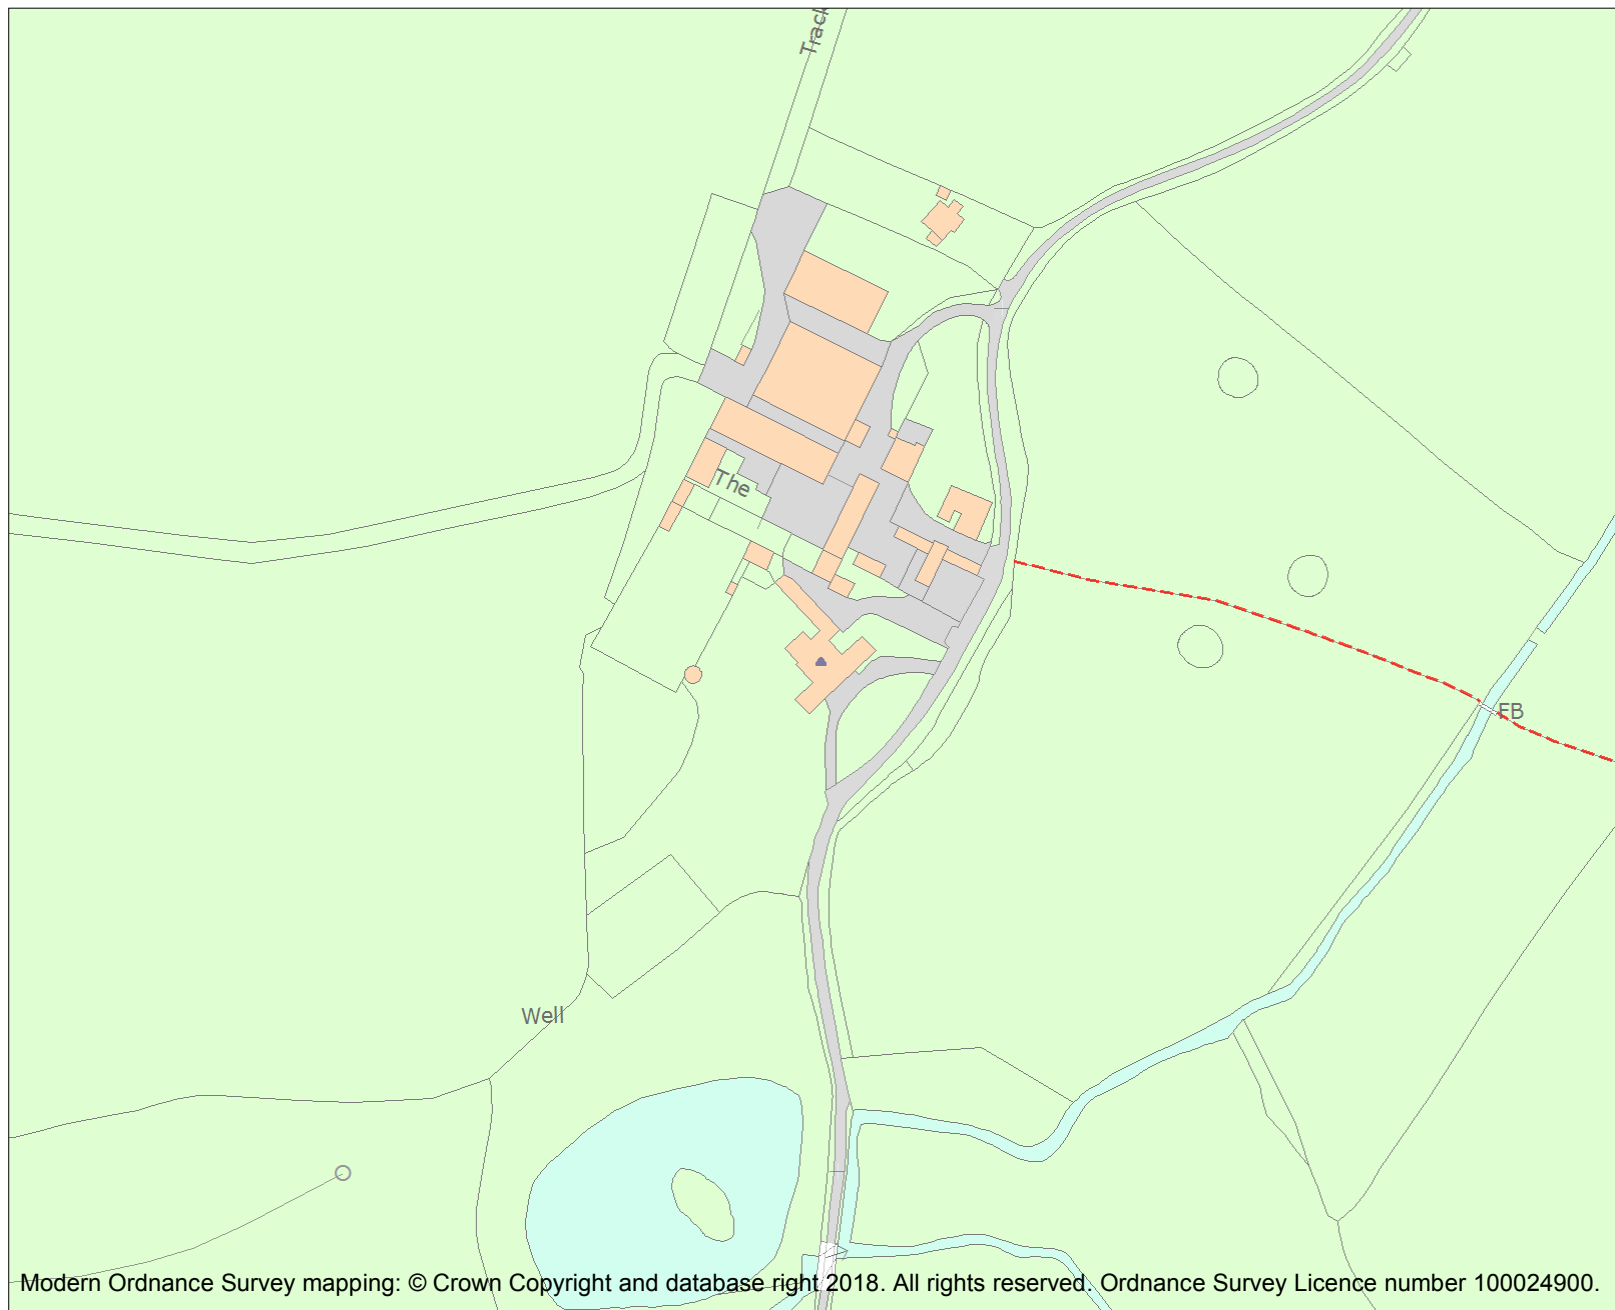 Track
The
FB
Well
Modern Ordnance Survey mapping: © Crown Copyright and database right 2018. All rights reserved. Ordnance Survey Licence number 100024900.